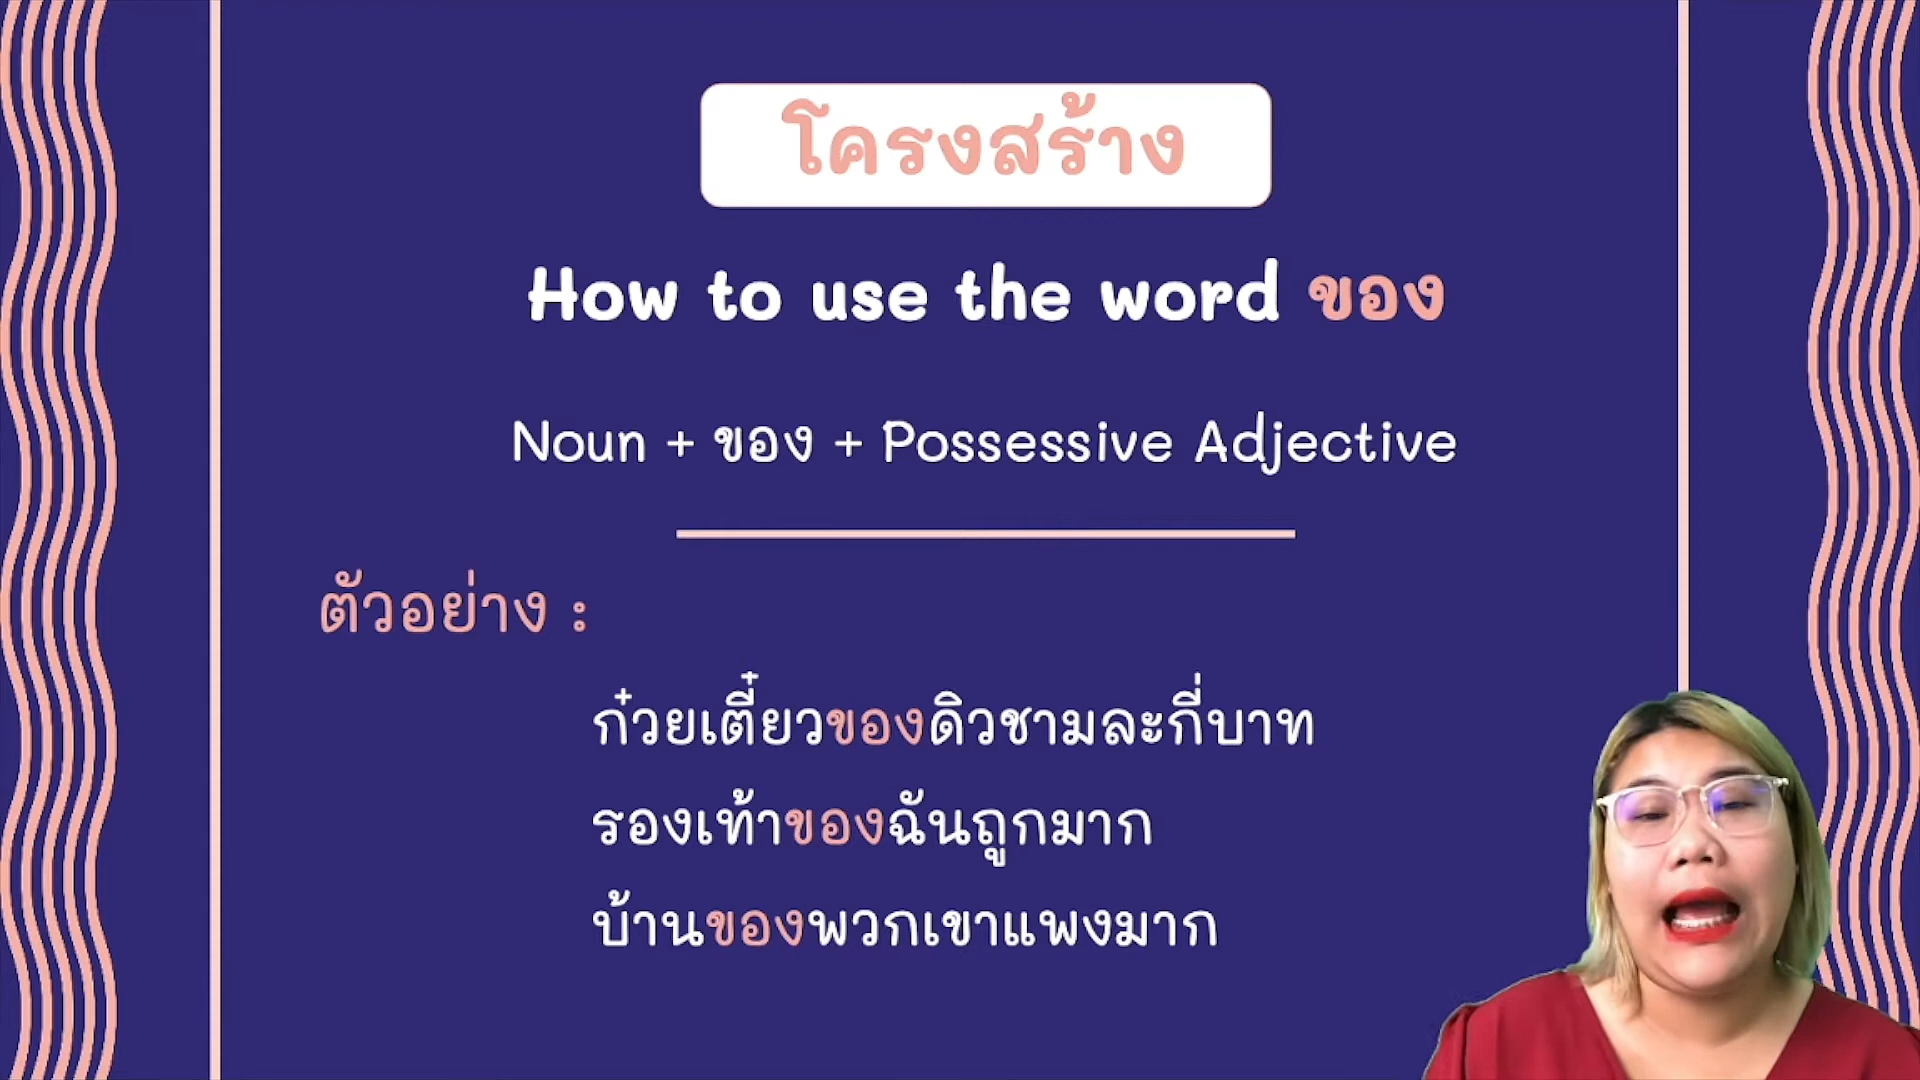 โครงสร้าง
How to use the word ของ
Noun + ของ + Possessive Adjective
ตัวอย่าง :
ก๋วยเตี๋ยวของดิวชามละกี่บาท
รองเท้าของฉันถูกมาก
บ้านของพวกเขาแพงมาก